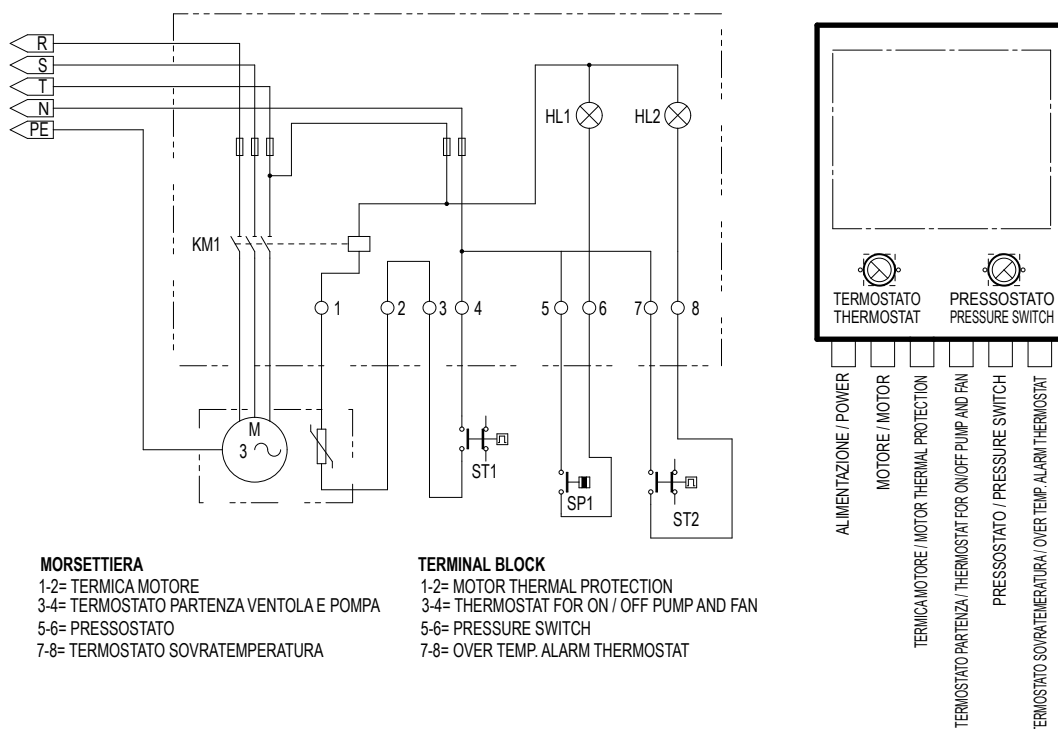 R
S
T
N
PE
HL1
HL2
KM1
1
2
3
4
5
6
7
8
M
3
ST1
SP1
ST2
TERMOSTATO
THERMOSTAT
PRESSOSTATO
PRESSURE SWITCH
ALIMENTAZIONE / POWER
MOTORE / MOTOR
TERMICA MOTORE / MOTOR THERMAL PROTECTION
TERMOSTATO PARTENZA / THERMOSTAT FOR ON/OFF PUMP AND FAN
PRESSOSTATO / PRESSURE SWITCH
TERMOSTATO SOVRATEMERATURA / OVER TEMP. ALARM THERMOSTAT
MORSETTIERA
1-2= TERMICA MOTORE
3-4= TERMOSTATO PARTENZA VENTOLA E POMPA
5-6= PRESSOSTATO
7-8= TERMOSTATO SOVRATEMPERATURA
TERMINAL BLOCK
1-2= MOTOR THERMAL PROTECTION
3-4= THERMOSTAT FOR ON / OFF PUMP AND FAN
5-6= PRESSURE SWITCH
7-8= OVER TEMP. ALARM THERMOSTAT